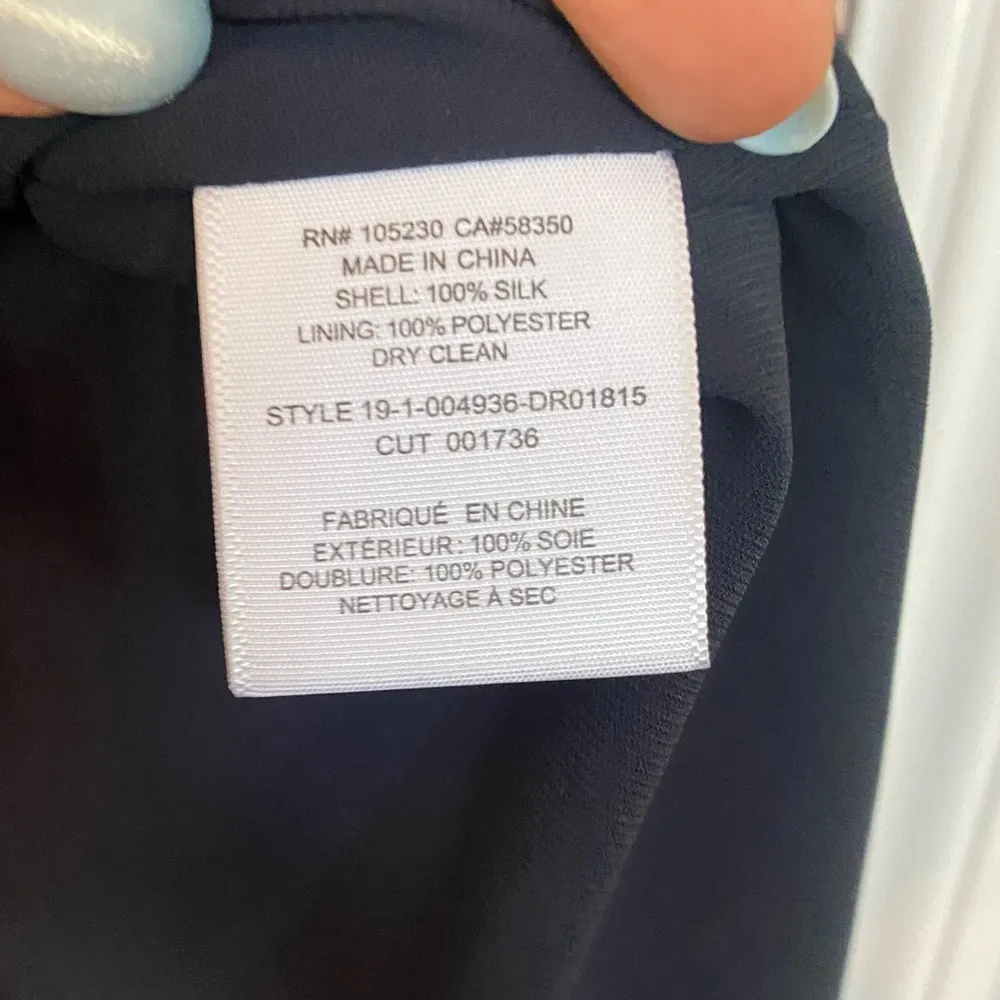 RN# 105230 CA#58350
MADE IN CHINA
SHELL: 100% SILK
LINING: 100% POLYESTER
DRY CLEAN
STYLE 19-1-004936-DR01815
CUT 001736
FABRIQUÉ EN CHINE
EXTÉRIEUR: 100% SOIE
DOUBLURE: 100% POLYESTER
NETTOYAGE À SEC